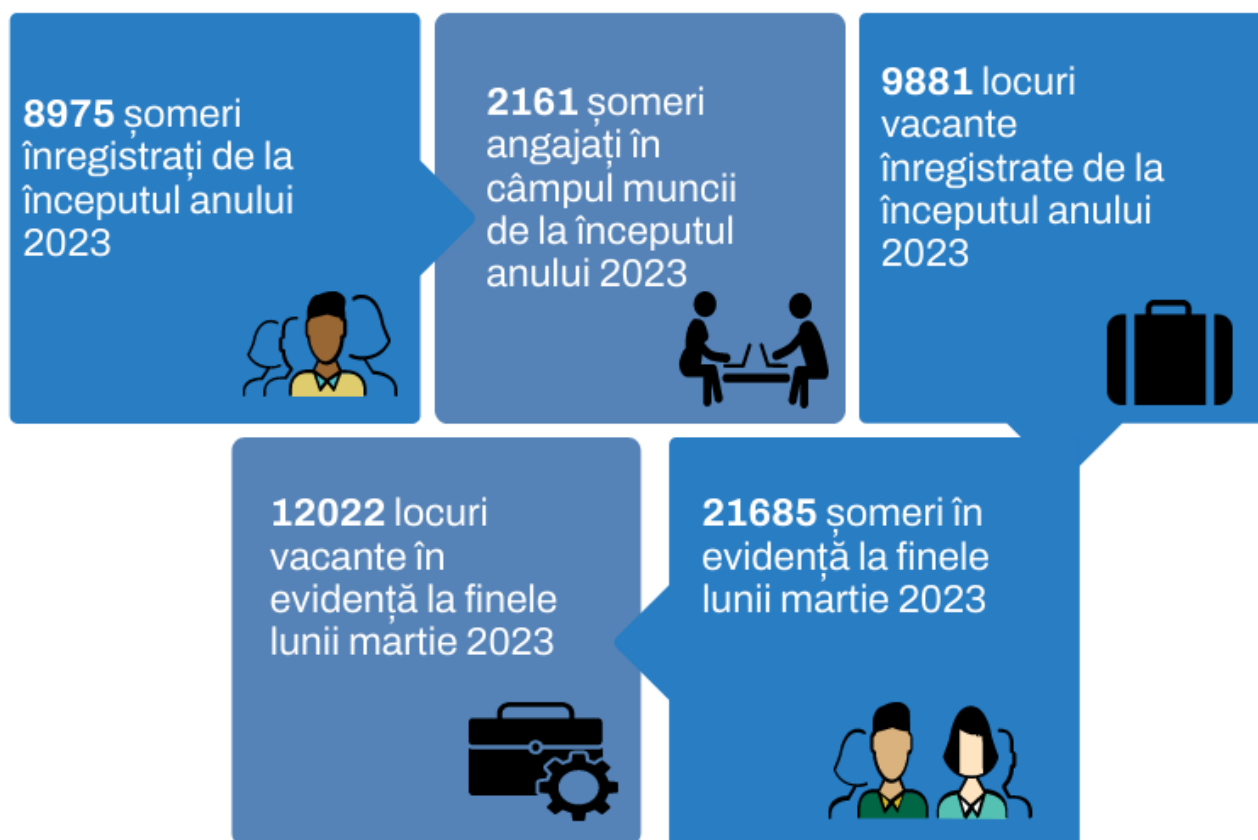 8975 șomeri
înregistrați de la
începutul anului
2023
2161 șomeri
angajați în
câmpul muncii
de la începutul
anului 2023
9881 locuri
vacante
înregistrate de la
începutul anului
2023
12022 locuri
vacante în
evidență la finele
lunii martie 2023
21685 șomeri în
evidență la finele
lunii martie 2023